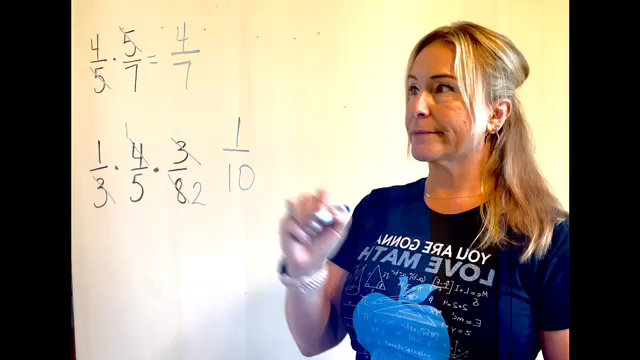 4/5 · 5/7 = 4/7
1/3 · 4/5 · 3/8 1/10
1 2
YOU ARE GONNA
LOVE MATH